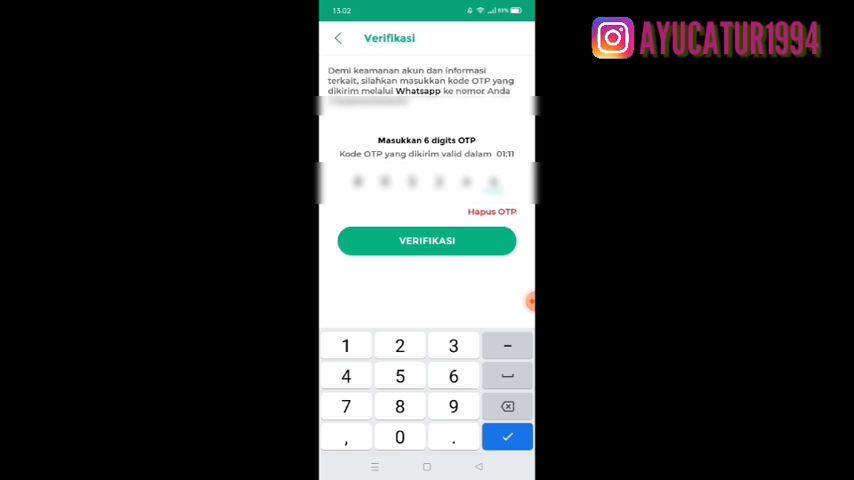 13.02
93%
Verifikasi
AYUCATUR1994
Demi keamanan akun dan informasi
terkait, silahkan masukkan kode OTP yang
dikirim melalui Whatsapp ke nomor Anda
Masukkan 6 digits OTP
Kode OTP yang dikirim valid dalam 01:11
Hapus OTP
VERIFIKASI
1 2 3 -
4 5 6
7 8 9
, 0 .